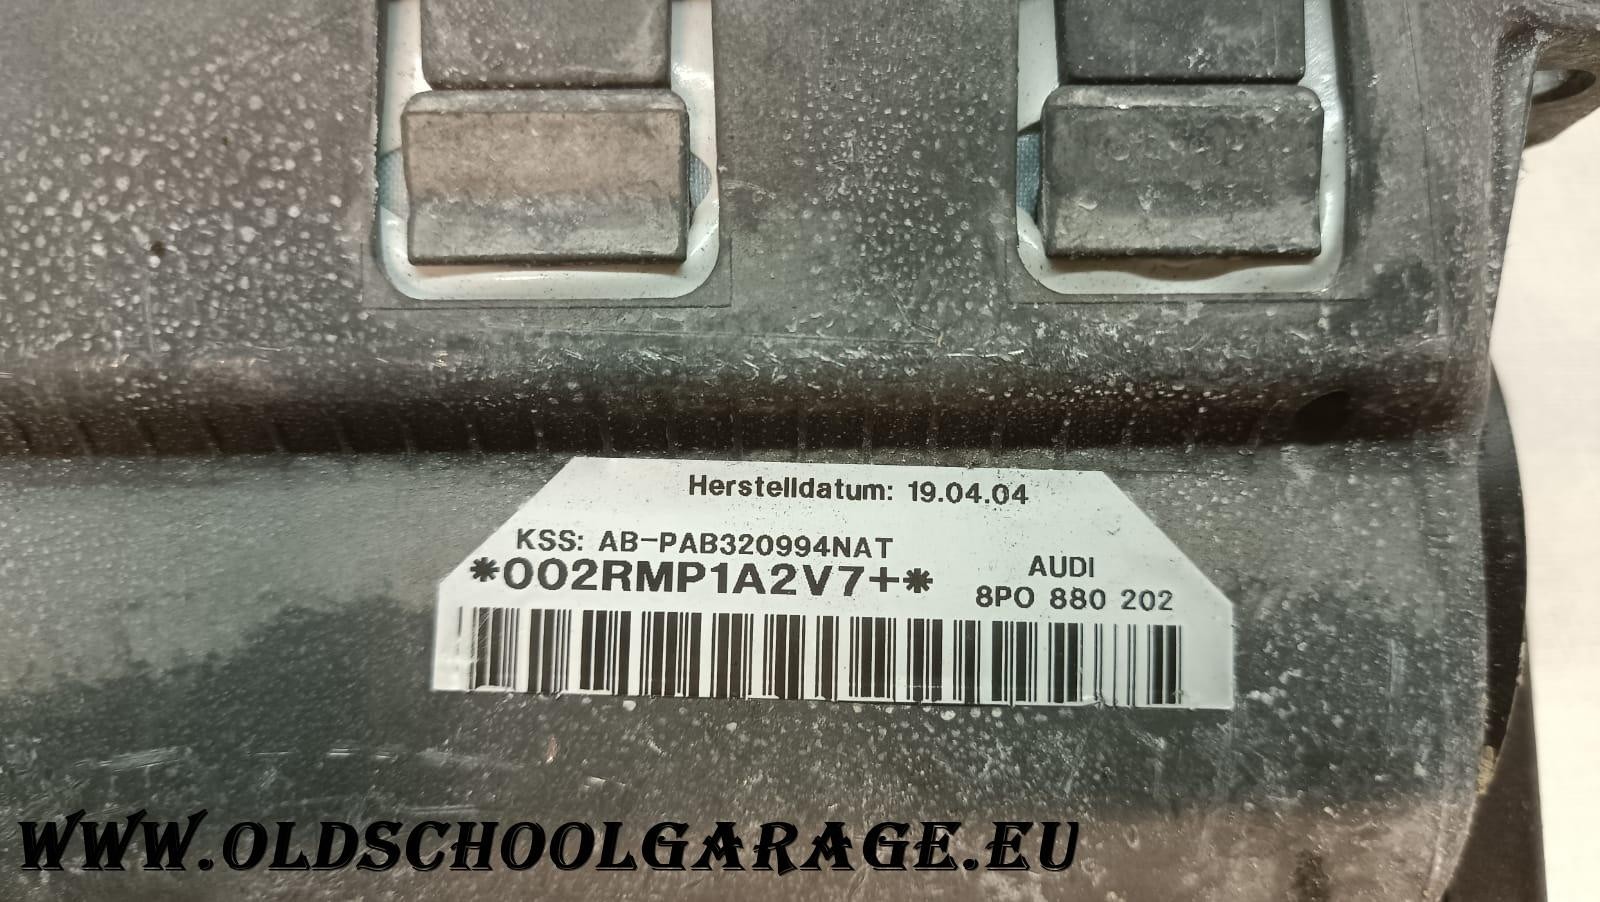 Herstelldatum: 19.04.04
KSS: AB-PAB320994NAT
*002RMP1A2V7+*
AUDI
8P0 880 202
WWW.OLDSCHOOLGARAGE.EU